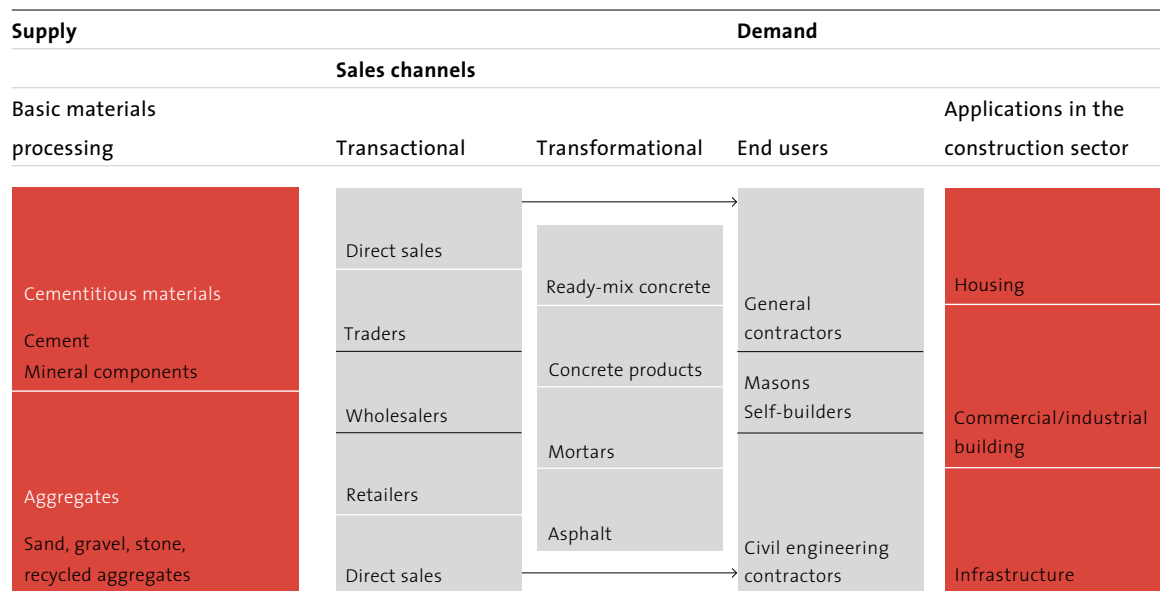 Supply
Demand
Sales channels
Basic materials
processing
Transactional
Transformational
End users
Applications in the
construction sector
Cementitious materials
Cement
Mineral components
Aggregates
Sand, gravel, stone,
recycled aggregates
Direct sales
Traders
Wholesalers
Retailers
Direct sales
Ready-mix concrete
Concrete products
Mortars
Asphalt
General
contractors
Masons
Self-builders
Civil engineering
contractors
Housing
Commercial/industrial
building
Infrastructure